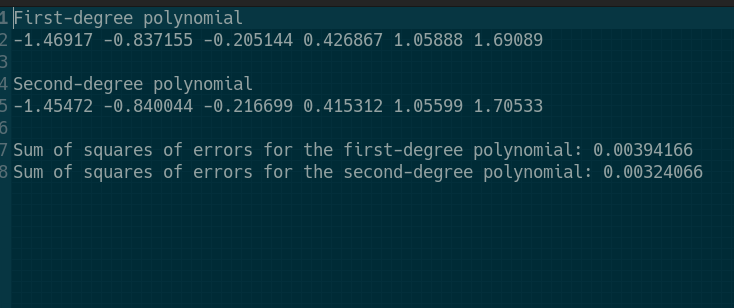 1 First-degree polynomial
2 -1.46917 -0.837155 -0.205144 0.426867 1.05888 1.69089
3
4 Second-degree polynomial
5 -1.45472 -0.840044 -0.216699 0.415312 1.05599 1.70533
6
7 Sum of squares of errors for the first-degree polynomial: 0.00394166
8 Sum of squares of errors for the second-degree polynomial: 0.00324066